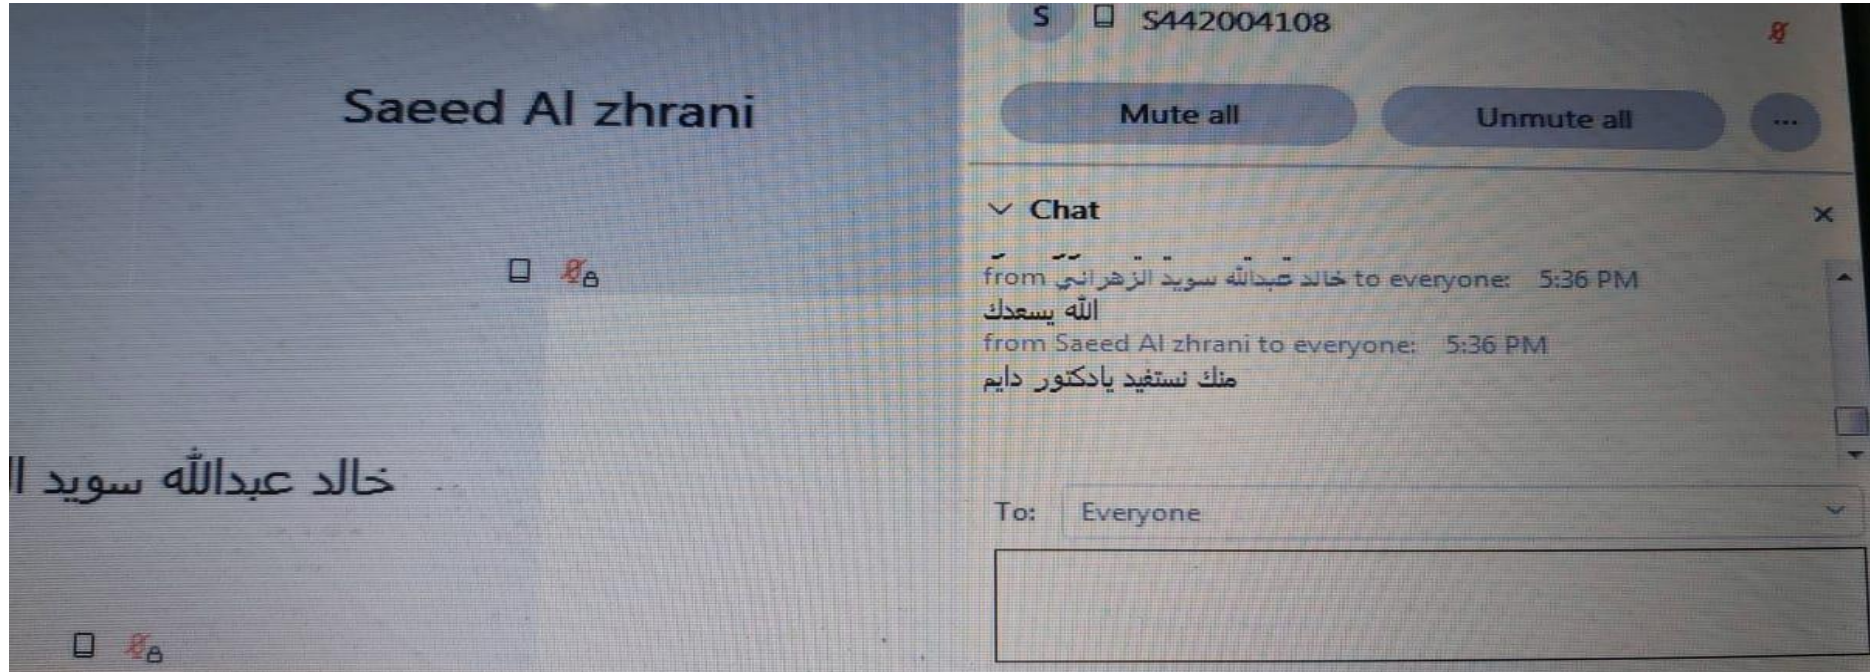 S S442004108
Saeed Al zhrani
Mute all Unmute all ...
Chat
from خالد عبدالله سويد الزهراني to everyone: 5:36 PM
الله يسعدك
from Saeed Al zhrani to everyone: 5:36 PM
منك نستفيد يادكتور دايم
خالد عبدالله سويد ال
To: Everyone